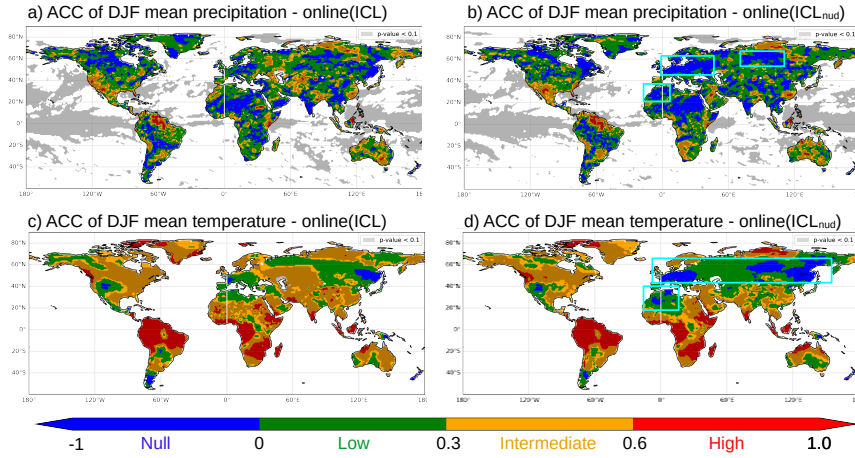 a) ACC of DJF mean precipitation - online(ICL)
b) ACC of DJF mean precipitation - online(ICLnud)
80°N
p-value < 0.1
60°N
40°N
20°N
0°
20°S
40°S
180°
120°W
60°W
0°
60°E
120°E
18
80°N
p-value < 0.1
60°N
40°N
20°N
0°
20°S
40°S
180°
120°W
60°W
0°
60°E
120°E
180
c) ACC of DJF mean temperature - online(ICL)
d) ACC of DJF mean temperature - online(ICLnud)
80°N
p-value < 0.1
60°N
40°N
20°N
0°
20°S
40°S
180°
120°W
60°W
0°
60°E
120°E
180
80°N
p-value < 0.1
60°N
40°N
20°N
0°
20°S
40°S
180°
120°W
60°W
0°
60°E
120°E
180
-1 Null 0 Low 0.3 Intermediate 0.6 High 1.0